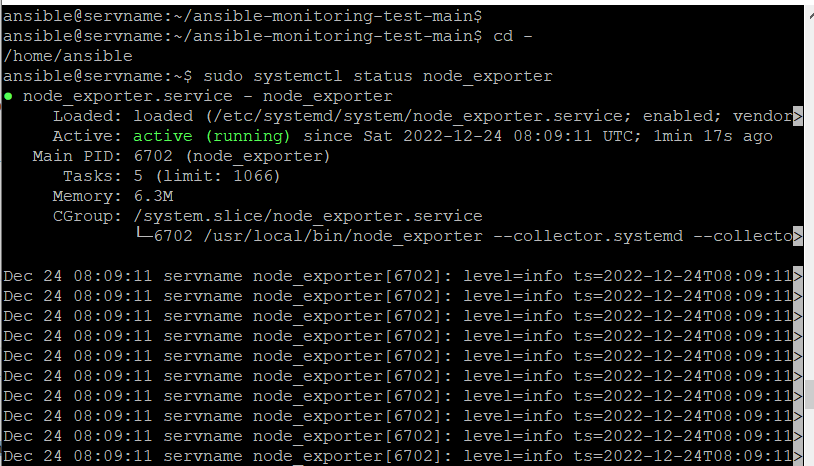 ansible@servname:~/ansible-monitoring-test-main$
ansible@servname:~/ansible-monitoring-test-main$ cd -
/home/ansible
ansible@servname:~$ sudo systemctl status node_exporter
● node_exporter.service - node_exporter
     Loaded: loaded (/etc/systemd/system/node_exporter.service; enabled; vendor>
     Active: active (running) since Sat 2022-12-24 08:09:11 UTC; 1min 17s ago
   Main PID: 6702 (node_exporter)
      Tasks: 5 (limit: 1066)
     Memory: 6.3M
     CGroup: /system.slice/node_exporter.service
             └─6702 /usr/local/bin/node_exporter --collector.systemd --collecto>
Dec 24 08:09:11 servname node_exporter[6702]: level=info ts=2022-12-24T08:09:11>
Dec 24 08:09:11 servname node_exporter[6702]: level=info ts=2022-12-24T08:09:11>
Dec 24 08:09:11 servname node_exporter[6702]: level=info ts=2022-12-24T08:09:11>
Dec 24 08:09:11 servname node_exporter[6702]: level=info ts=2022-12-24T08:09:11>
Dec 24 08:09:11 servname node_exporter[6702]: level=info ts=2022-12-24T08:09:11>
Dec 24 08:09:11 servname node_exporter[6702]: level=info ts=2022-12-24T08:09:11>
Dec 24 08:09:11 servname node_exporter[6702]: level=info ts=2022-12-24T08:09:11>
Dec 24 08:09:11 servname node_exporter[6702]: level=info ts=2022-12-24T08:09:11>
Dec 24 08:09:11 servname node_exporter[6702]: level=info ts=2022-12-24T08:09:11>
Dec 24 08:09:11 servname node_exporter[6702]: level=info ts=2022-12-24T08:09:11>